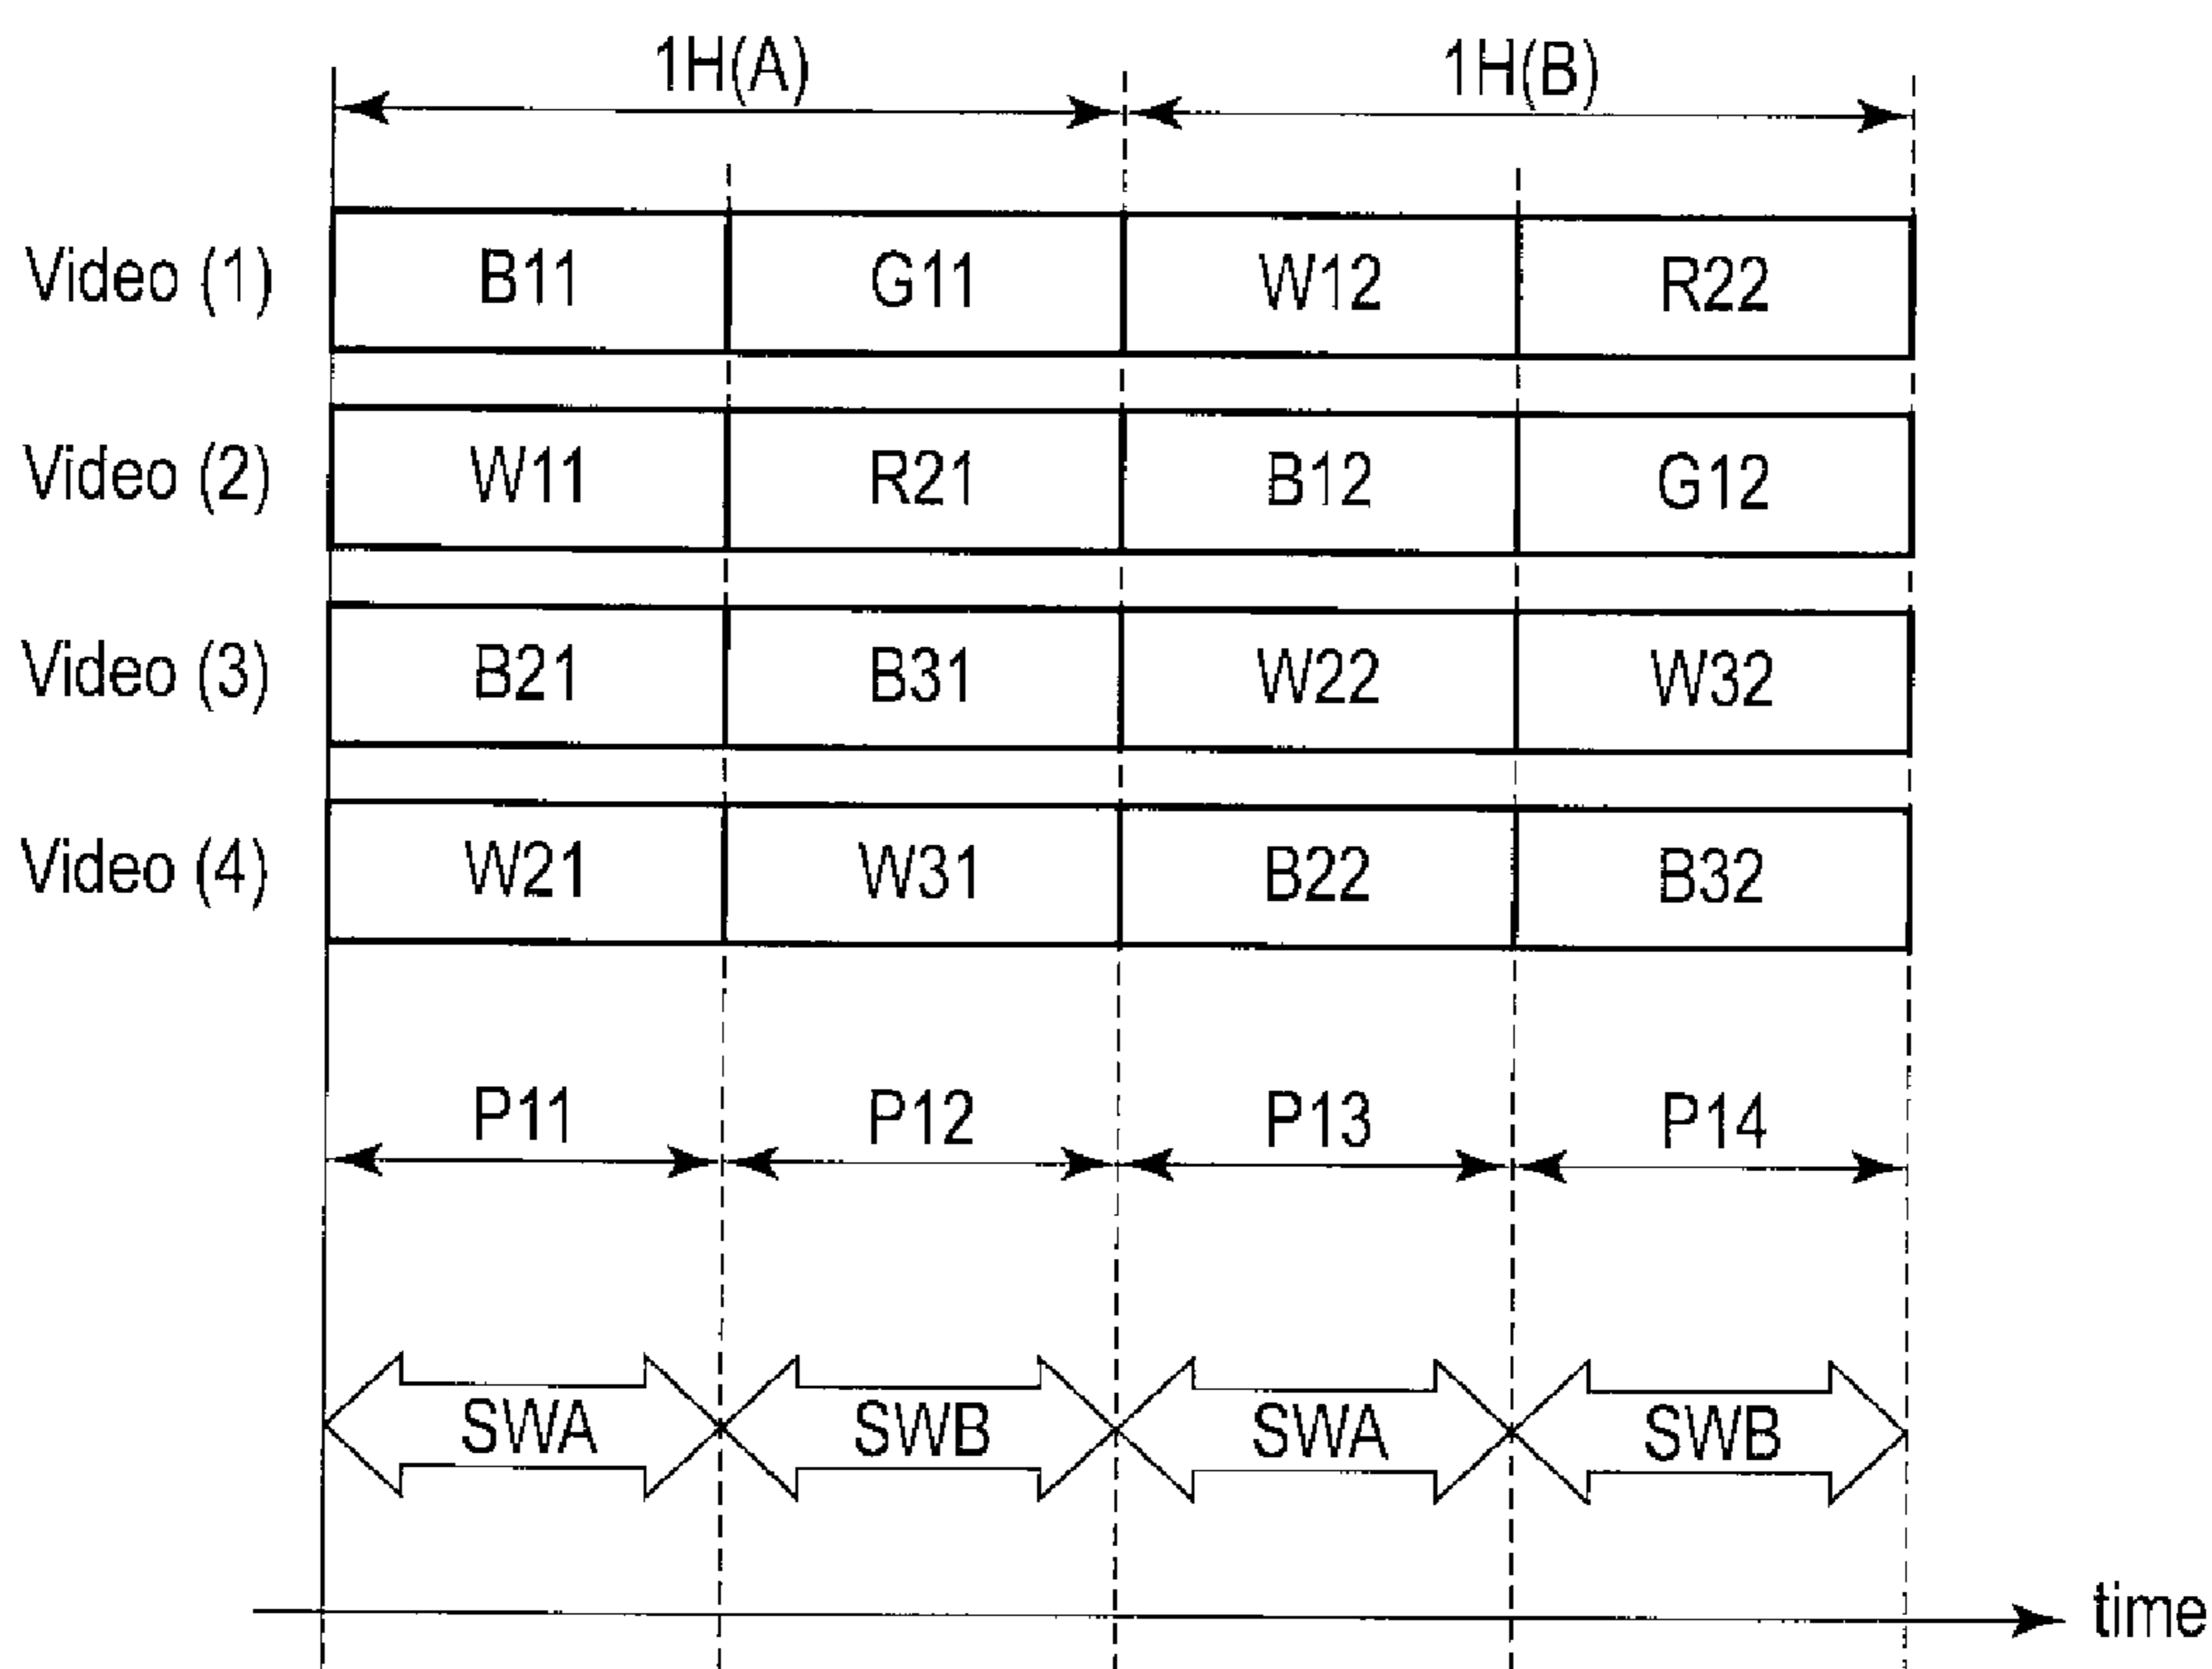 1H(A) 1H(B)
Video (1) B11 G11 W12 R22
Video (2) W11 R21 B12 G12
Video (3) B21 B31 W22 W32
Video (4) W21 W31 B22 B32
P11 P12 P13 P14
SWA SWB SWA SWB
time